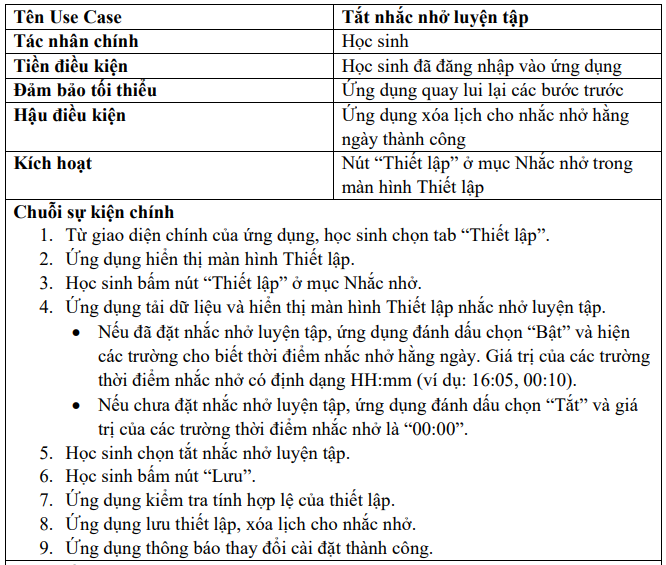 Tên Use Case Tắt nhắc nhở luyện tập
Tác nhân chính Học sinh
Tiền điều kiện Học sinh đã đăng nhập vào ứng dụng
Đảm bảo tối thiểu Ứng dụng quay lui lại các bước trước
Hậu điều kiện Ứng dụng xóa lịch cho nhắc nhở hằng
ngày thành công
Kích hoạt Nút “Thiết lập” ở mục Nhắc nhở trong
màn hình Thiết lập
Chuỗi sự kiện chính
1. Từ giao diện chính của ứng dụng, học sinh chọn tab “Thiết lập”.
2. Ứng dụng hiển thị màn hình Thiết lập.
3. Học sinh bấm nút “Thiết lập” ở mục Nhắc nhở.
4. Ứng dụng tải dữ liệu và hiển thị màn hình Thiết lập nhắc nhở luyện tập.
• Nếu đã đặt nhắc nhở luyện tập, ứng dụng đánh dấu chọn “Bật” và hiện
các trường cho biết thời điểm nhắc nhở hằng ngày. Giá trị của các trường
thời điểm nhắc nhở có định dạng HH:mm (ví dụ: 16:05, 00:10).
• Nếu chưa đặt nhắc nhở luyện tập, ứng dụng đánh dấu chọn “Tắt” và giá
trị của các trường thời điểm nhắc nhở là “00:00”.
5. Học sinh chọn tắt nhắc nhở luyện tập.
6. Học sinh bấm nút “Lưu”.
7. Ứng dụng kiểm tra tính hợp lệ của thiết lập.
8. Ứng dụng lưu thiết lập, xóa lịch cho nhắc nhở.
9. Ứng dụng thông báo thay đổi cài đặt thành công.